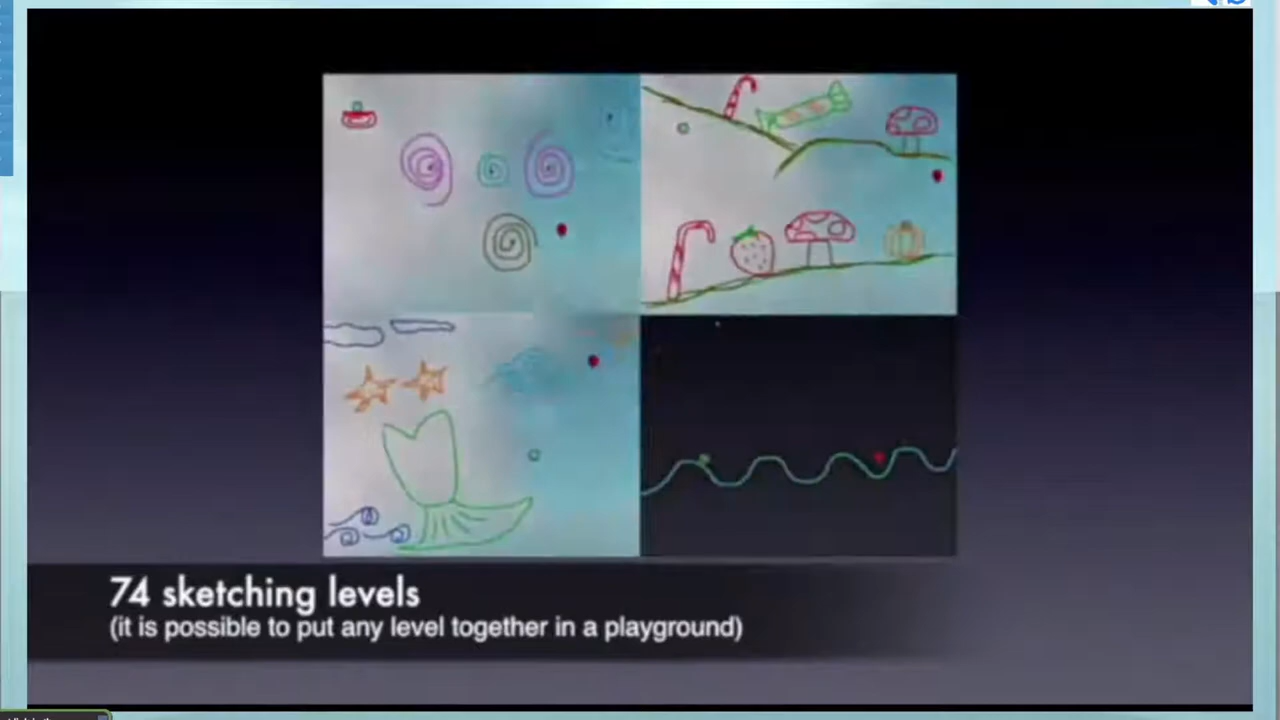 74 sketching levels
(it is possible to put any level together in a playground)